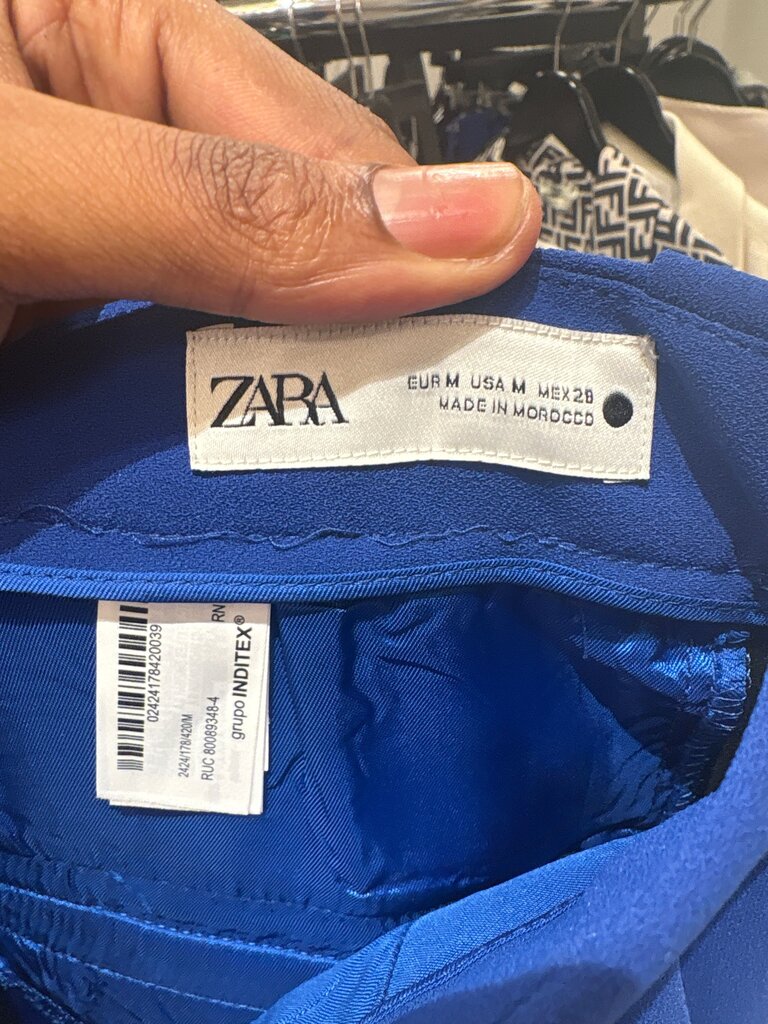 ZARA
EUR M USA M MEX 28
MADE IN MOROCCO
02424178420039
2424/178/420/M
RUC 80089348-4
grupo INDITEX®
RN